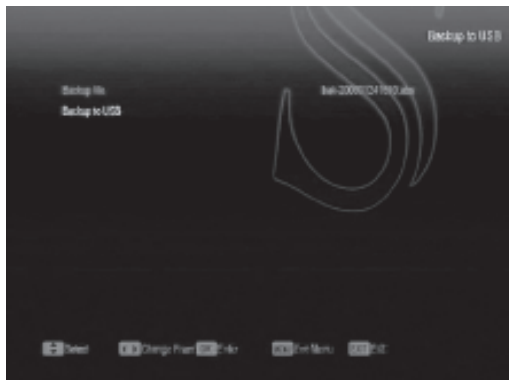 Backup to USB
Backup file
Backup to USB
Select Change Enter Exit Menu EXIT